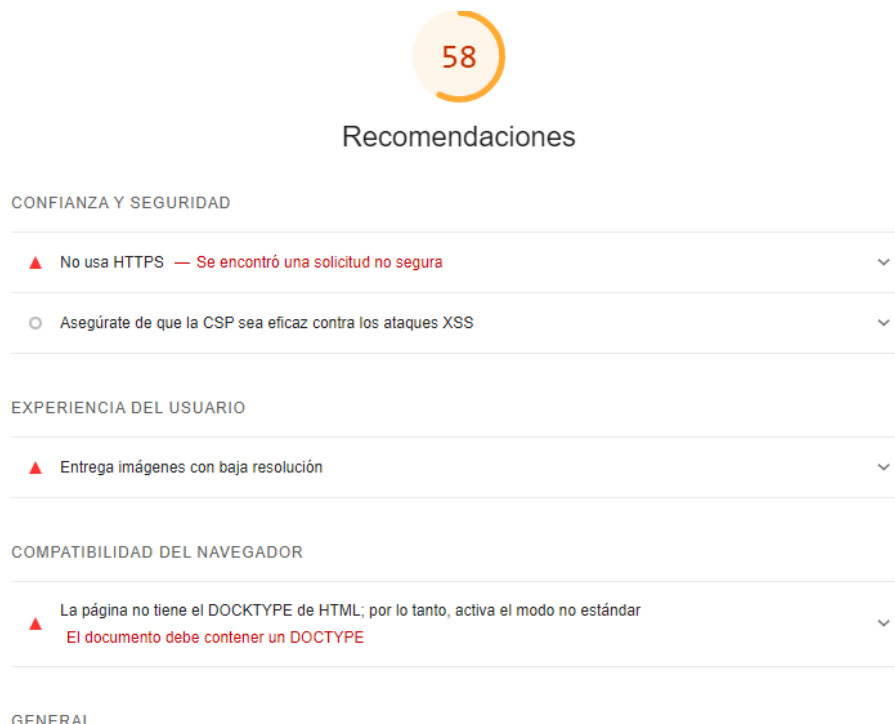 58
Recomendaciones
CONFIANZA Y SEGURIDAD
No usa HTTPS — Se encontró una solicitud no segura
Asegúrate de que la CSP sea eficaz contra los ataques XSS
EXPERIENCIA DEL USUARIO
Entrega imágenes con baja resolución
COMPATIBILIDAD DEL NAVEGADOR
La página no tiene el DOCKTYPE de HTML; por lo tanto, activa el modo no estándar
El documento debe contener un DOCTYPE
GENERAL